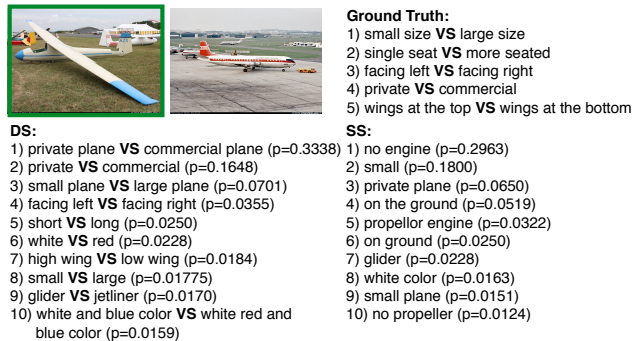 Ground Truth:
1) small size VS large size
2) single seat VS more seated
3) facing left VS facing right
4) private VS commercial
5) wings at the top VS wings at the bottom
DS:
1) private plane VS commercial plane (p=0.3338)
2) private VS commercial (p=0.1648)
3) small plane VS large plane (p=0.0701)
4) facing left VS facing right (p=0.0355)
5) short VS long (p=0.0250)
6) white VS red (p=0.0228)
7) high wing VS low wing (p=0.0184)
8) small VS large (p=0.01775)
9) glider VS jetliner (p=0.0170)
10) white and blue color VS white red and
blue color (p=0.0159)
SS:
1) no engine (p=0.2963)
2) small (p=0.1800)
3) private plane (p=0.0650)
4) on the ground (p=0.0519)
5) propellor engine (p=0.0322)
6) on ground (p=0.0250)
7) glider (p=0.0228)
8) white color (p=0.0163)
9) small plane (p=0.0151)
10) no propeller (p=0.0124)